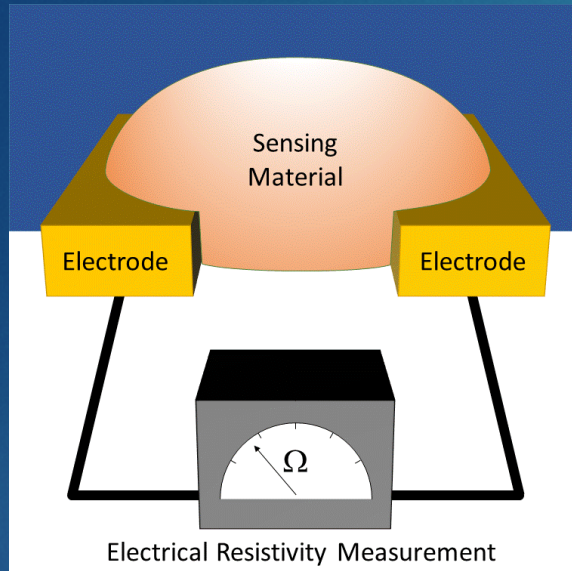 Sensing
Material
Electrode
Electrode
Ω
Electrical Resistivity Measurement